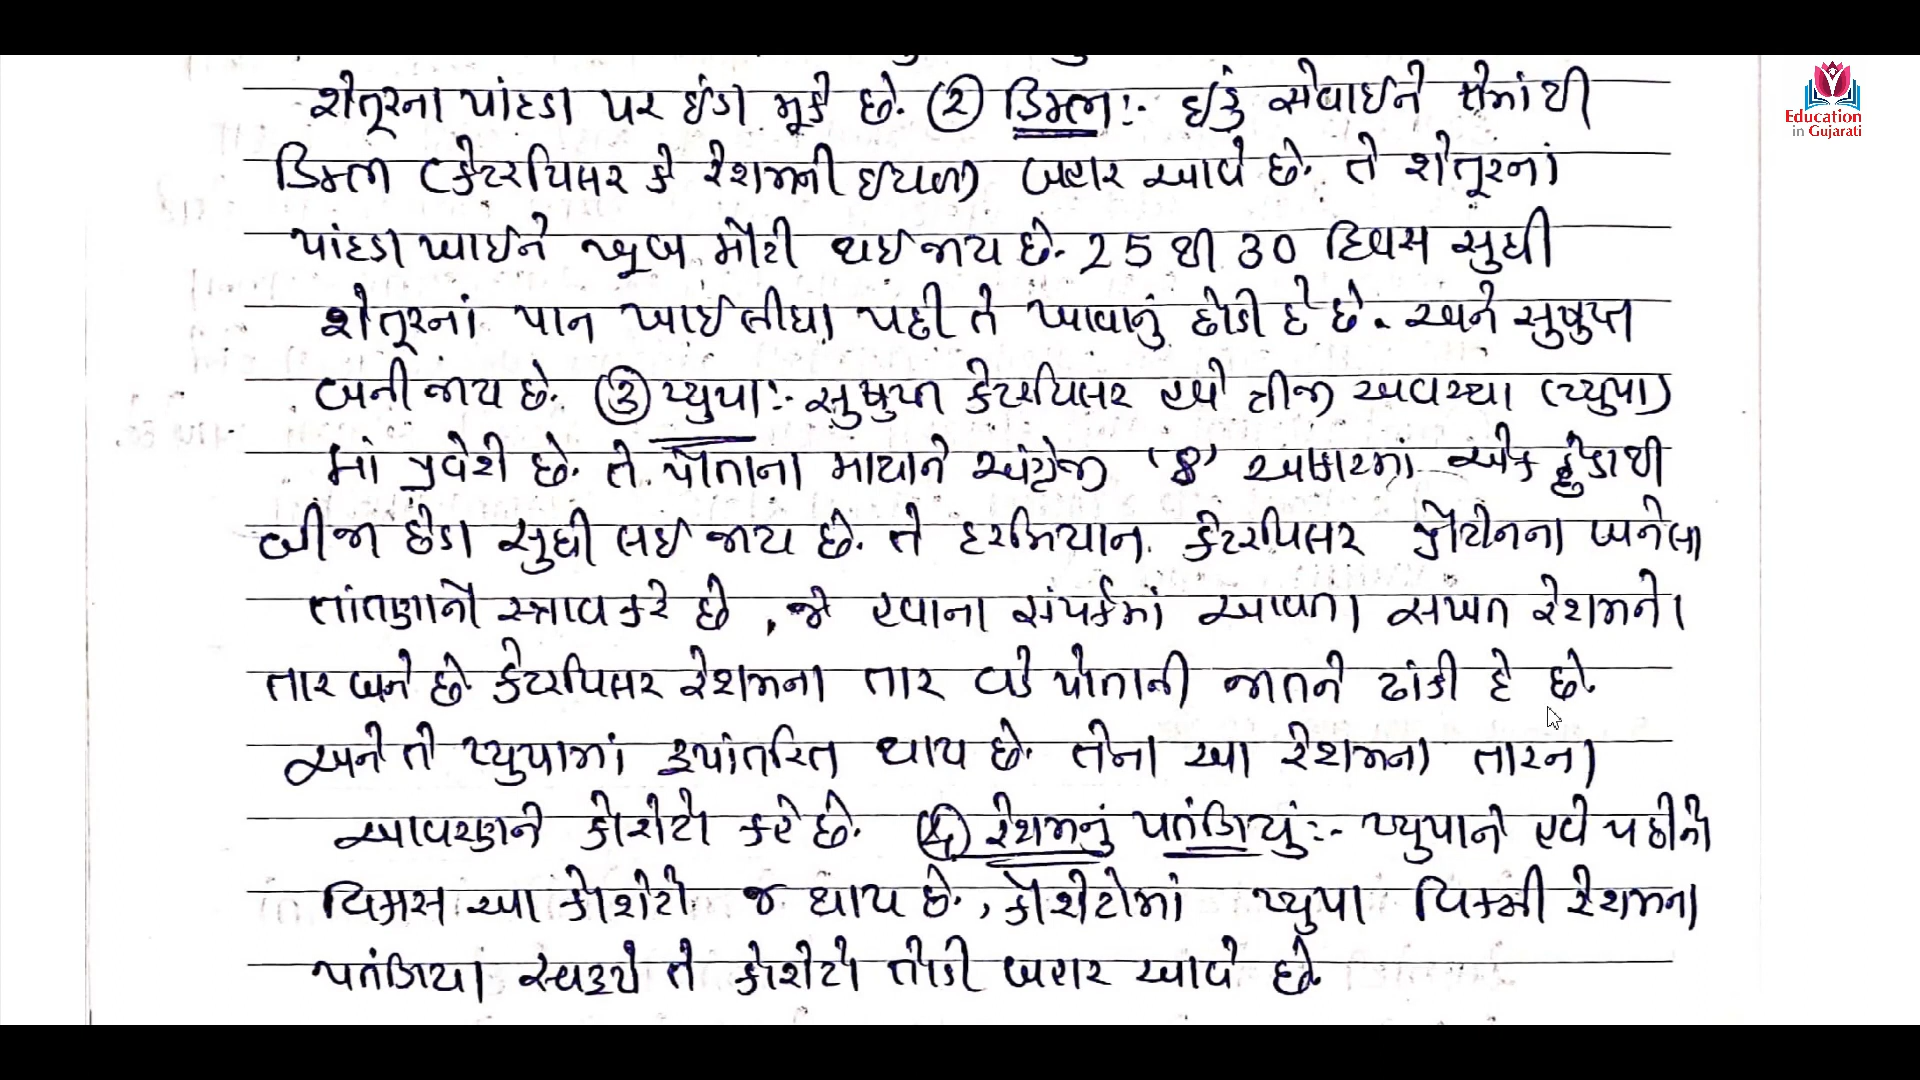 શેતૂરના પાંદડા પર ઈંડા મૂકે છે. (૨) ડિમ્ભ :- ઈંડું સેવાઈને તેમાંથી
ડિમ્ભ (કેટરપિલર કે રેશમની ઈયળ) બહાર આવે છે. તે શેતૂરનાં
પાંદડા ખાઈને ખૂબ મોટી થઈ જાય છે. 25 થી 30 દિવસ સુધી
શેતૂરનાં પાન ખાઈ લીધા પછી તે ખાવાનું છોડી દે છે. અને સુષુપ્ત
બની જાય છે. (૩) પ્યુપા :- સુષુપ્ત કેટરપિલર હવે ત્રીજી અવસ્થા (પ્યુપા)
માં પ્રવેશે છે. તે પોતાના માથાને અંગ્રેજી '8' આકારમાં એક છેડાથી
બીજા છેડા સુધી લઈ જાય છે. તે દરમિયાન કેટરપિલર પ્રોટીનના બનેલા
તાંતણાનો સ્ત્રાવ કરે છે, જે હવાના સંપર્કમાં આવતા સખત રેશમનો
તાર બને છે. કેટરપિલર રેશમના તાર વડે પોતાની જાતને ઢાંકી દે છે.
અને તે પ્યુપામાં રૂપાંતરિત થાય છે. તેના આ રેશમના તારના
આવરણને કોશેટો કહે છે. (૪) રેશમનું પતંગિયું :- પ્યુપાનો હવે પછીનો
વિકાસ આ કોશેટો જ થાય છે., કોશેટોમાં પ્યુપા વિકસી રેશમના
પતંગિયા સ્વરૂપે તે કોશેટો તોડી બહાર આવે છે.
Education
in Gujarati